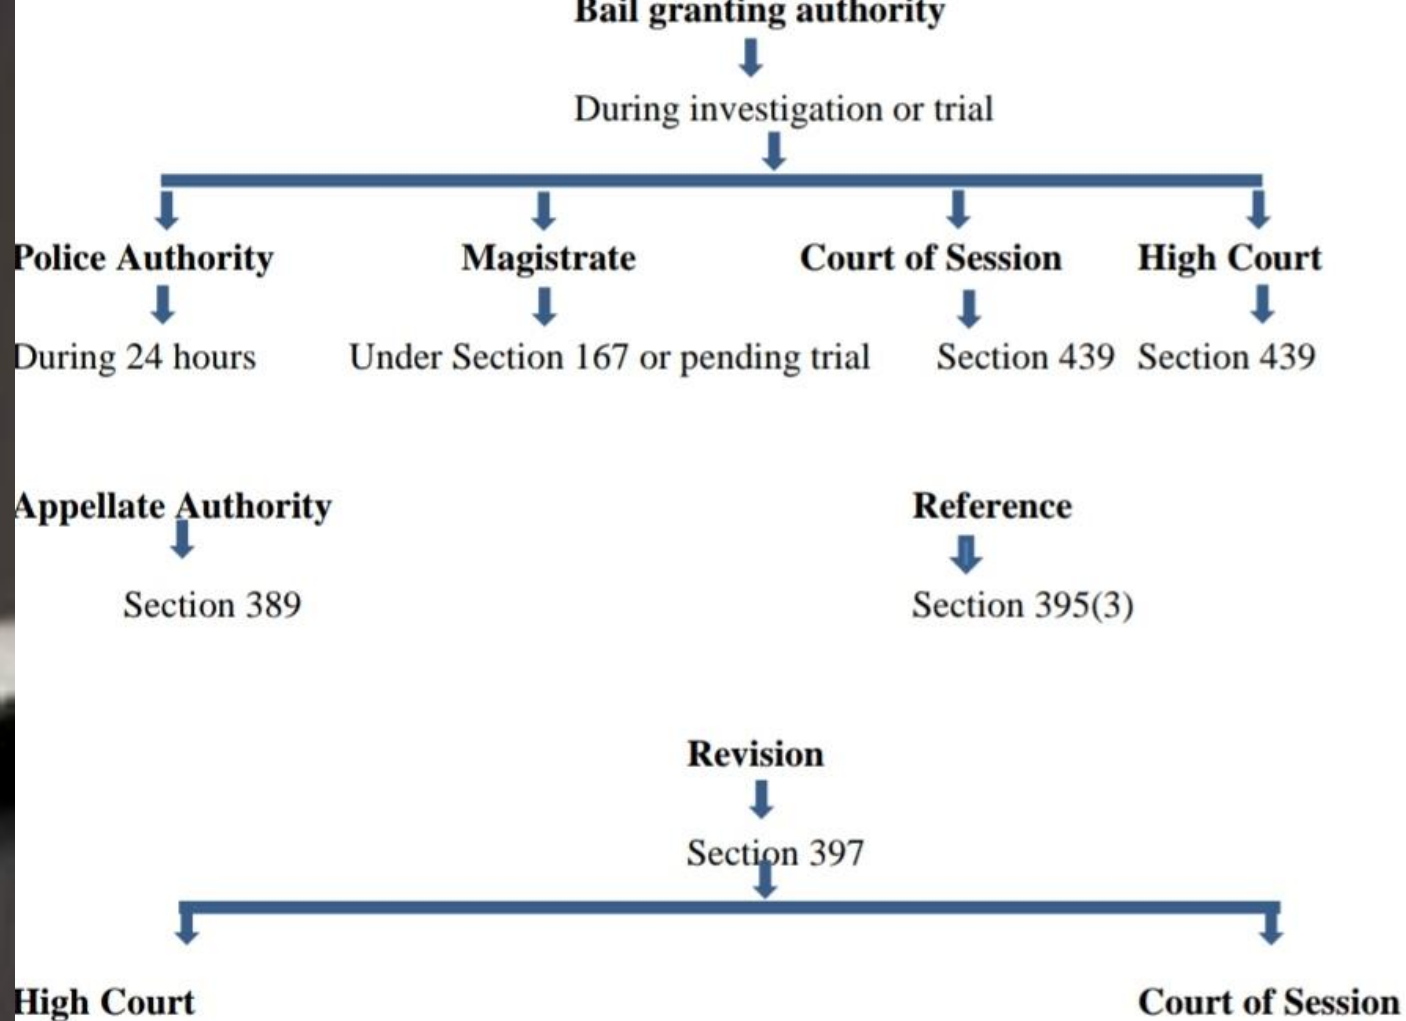 Bail granting authority
During investigation or trial
Police Authority Magistrate Court of Session High Court
During 24 hours Under Section 167 or pending trial Section 439 Section 439
Appellate Authority Reference
Section 389 Section 395(3)
Revision
Section 397
High Court Court of Session